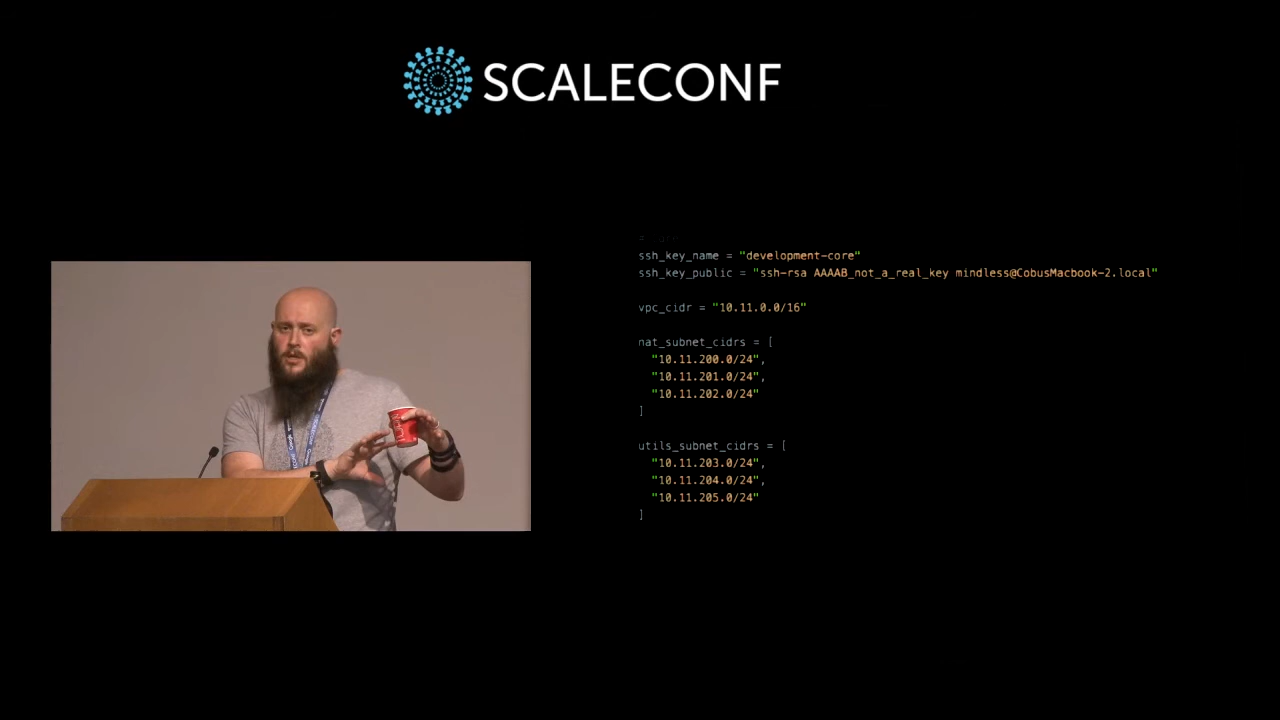 SCALECONF
ssh_key_name = "development-core"
ssh_key_public = "ssh-rsa AAAAB_not_a_real_key mindless@CobusMacbook-2.local"
vpc_cidr = "10.11.0.0/16"
nat_subnet_cidrs = [
"10.11.200.0/24",
"10.11.201.0/24",
"10.11.202.0/24"
]
utils_subnet_cidrs = [
"10.11.203.0/24",
"10.11.204.0/24",
"10.11.205.0/24"
]